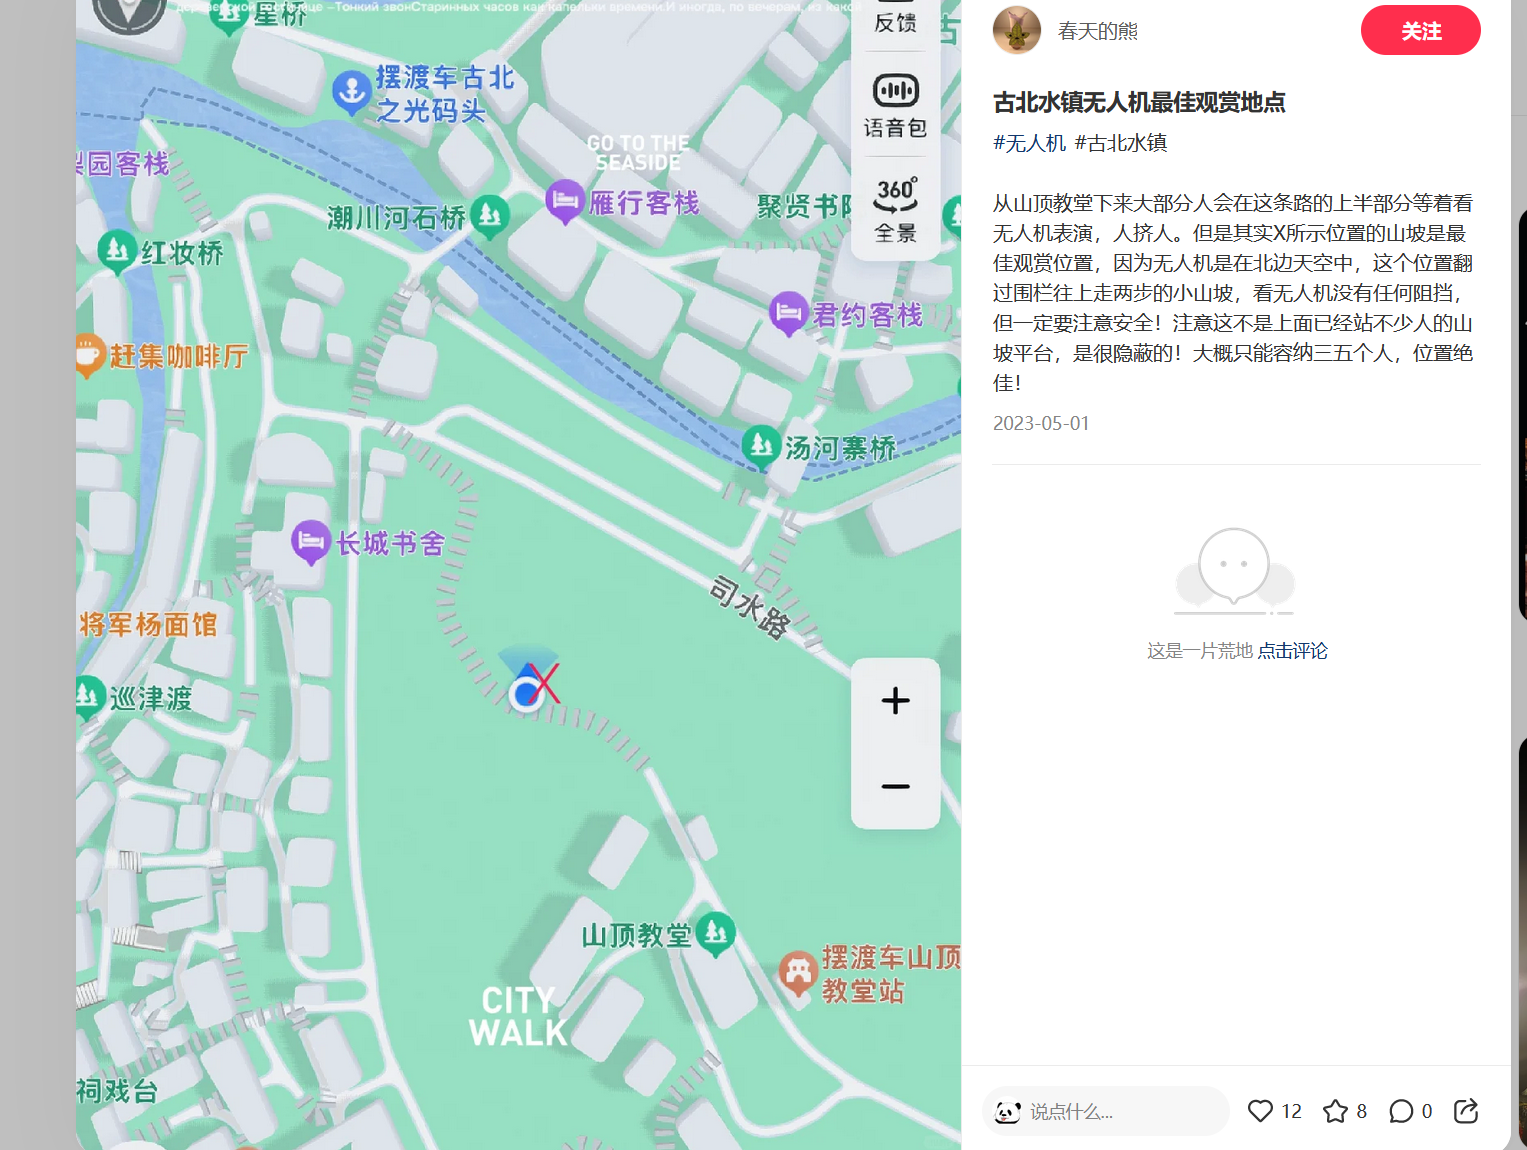 деревенской гостинице –Тонкий звонСтаринных часов как капельки времени.И иногда, по вечерам, из какой
星桥
摆渡车古北
之光码头
反馈
语音包
360°
全景
GO TO THE
SEASIDE
梨园客栈
潮川河石桥
雁行客栈
聚贤书院
红妆桥
君约客栈
赶集咖啡厅
汤河寨桥
长城书舍
司水路
将军杨面馆
巡津渡
山顶教堂
摆渡车山顶
教堂站
CITY
WALK
祠戏台
春天的熊
关注
古北水镇无人机最佳观赏地点
#无人机 #古北水镇
从山顶教堂下来大部分人会在这条路的上半部分等着看
无人机表演，人挤人。但是其实X所示位置的山坡是最
佳观赏位置，因为无人机是在北边天空中，这个位置翻
过围栏往上走两步的小山坡，看无人机没有任何阻挡，
但一定要注意安全！注意这不是上面已经站不少人的山
坡平台，是很隐蔽的！大概只能容纳三五个人，位置绝
佳！
2023-05-01
这是一片荒地 点击评论
说点什么...
12
8
0